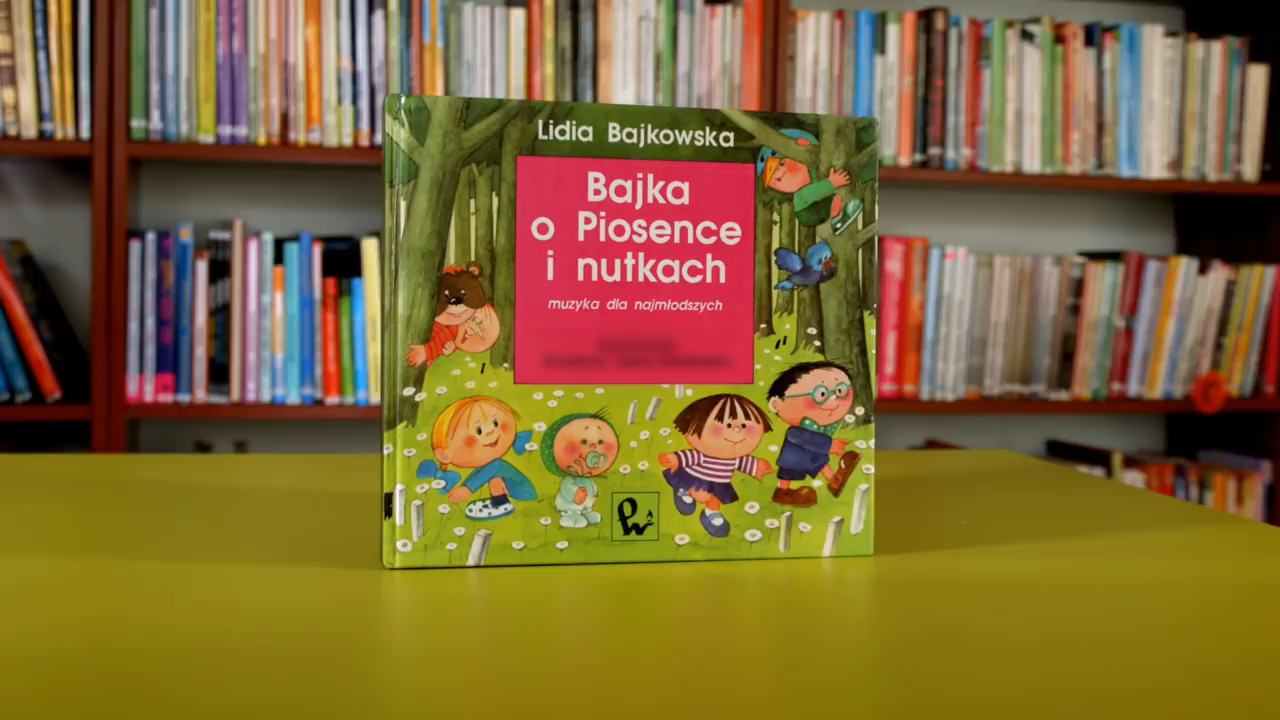 Lidia Bajkowska
Bajka
o Piosence
i nutkach
muzyka dla najmłodszych